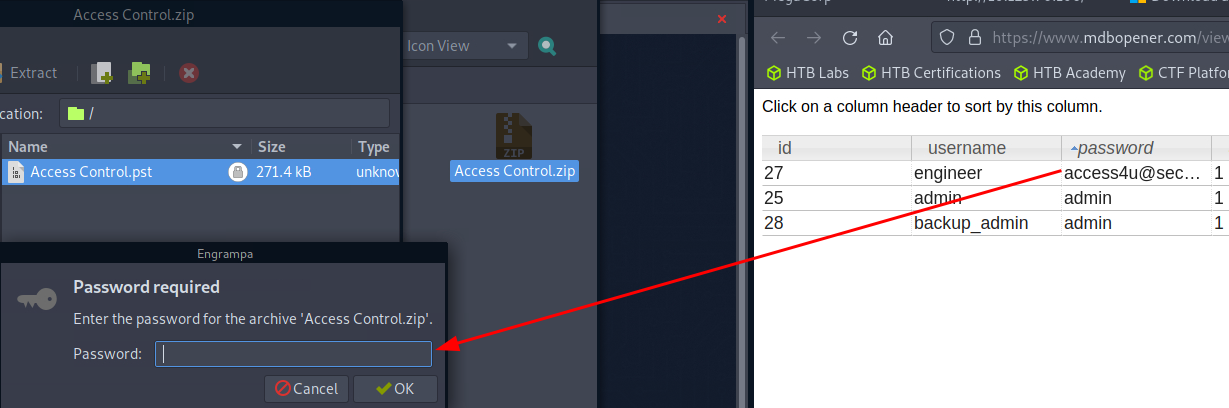 Access Control.zip
Extract
cation: /
Name Size Type
Access Control.pst 271.4 kB unknov
Icon View
ZIP
Access Control.zip
Engrampa
Password required
Enter the password for the archive 'Access Control.zip'.
Password:
Cancel OK
https://www.mdbopener.com/view
HTB Labs HTB Certifications HTB Academy CTF Platfo
Click on a column header to sort by this column.
id username password
27 engineer access4u@sec... 1
25 admin admin 1
28 backup_admin admin 1